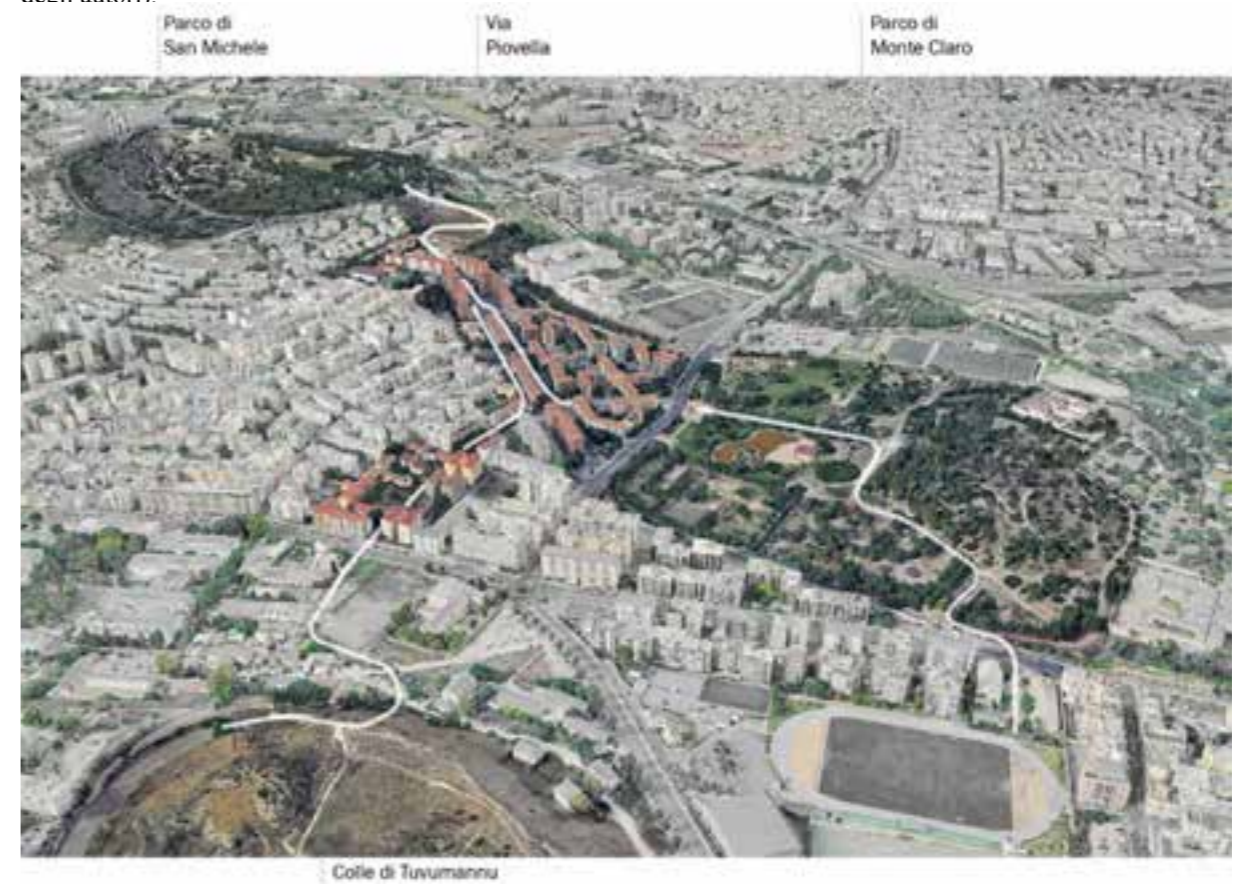 Parco di
San Michele
Via
Piovella
Parco di
Monte Claro
Colle di Tuvumannu